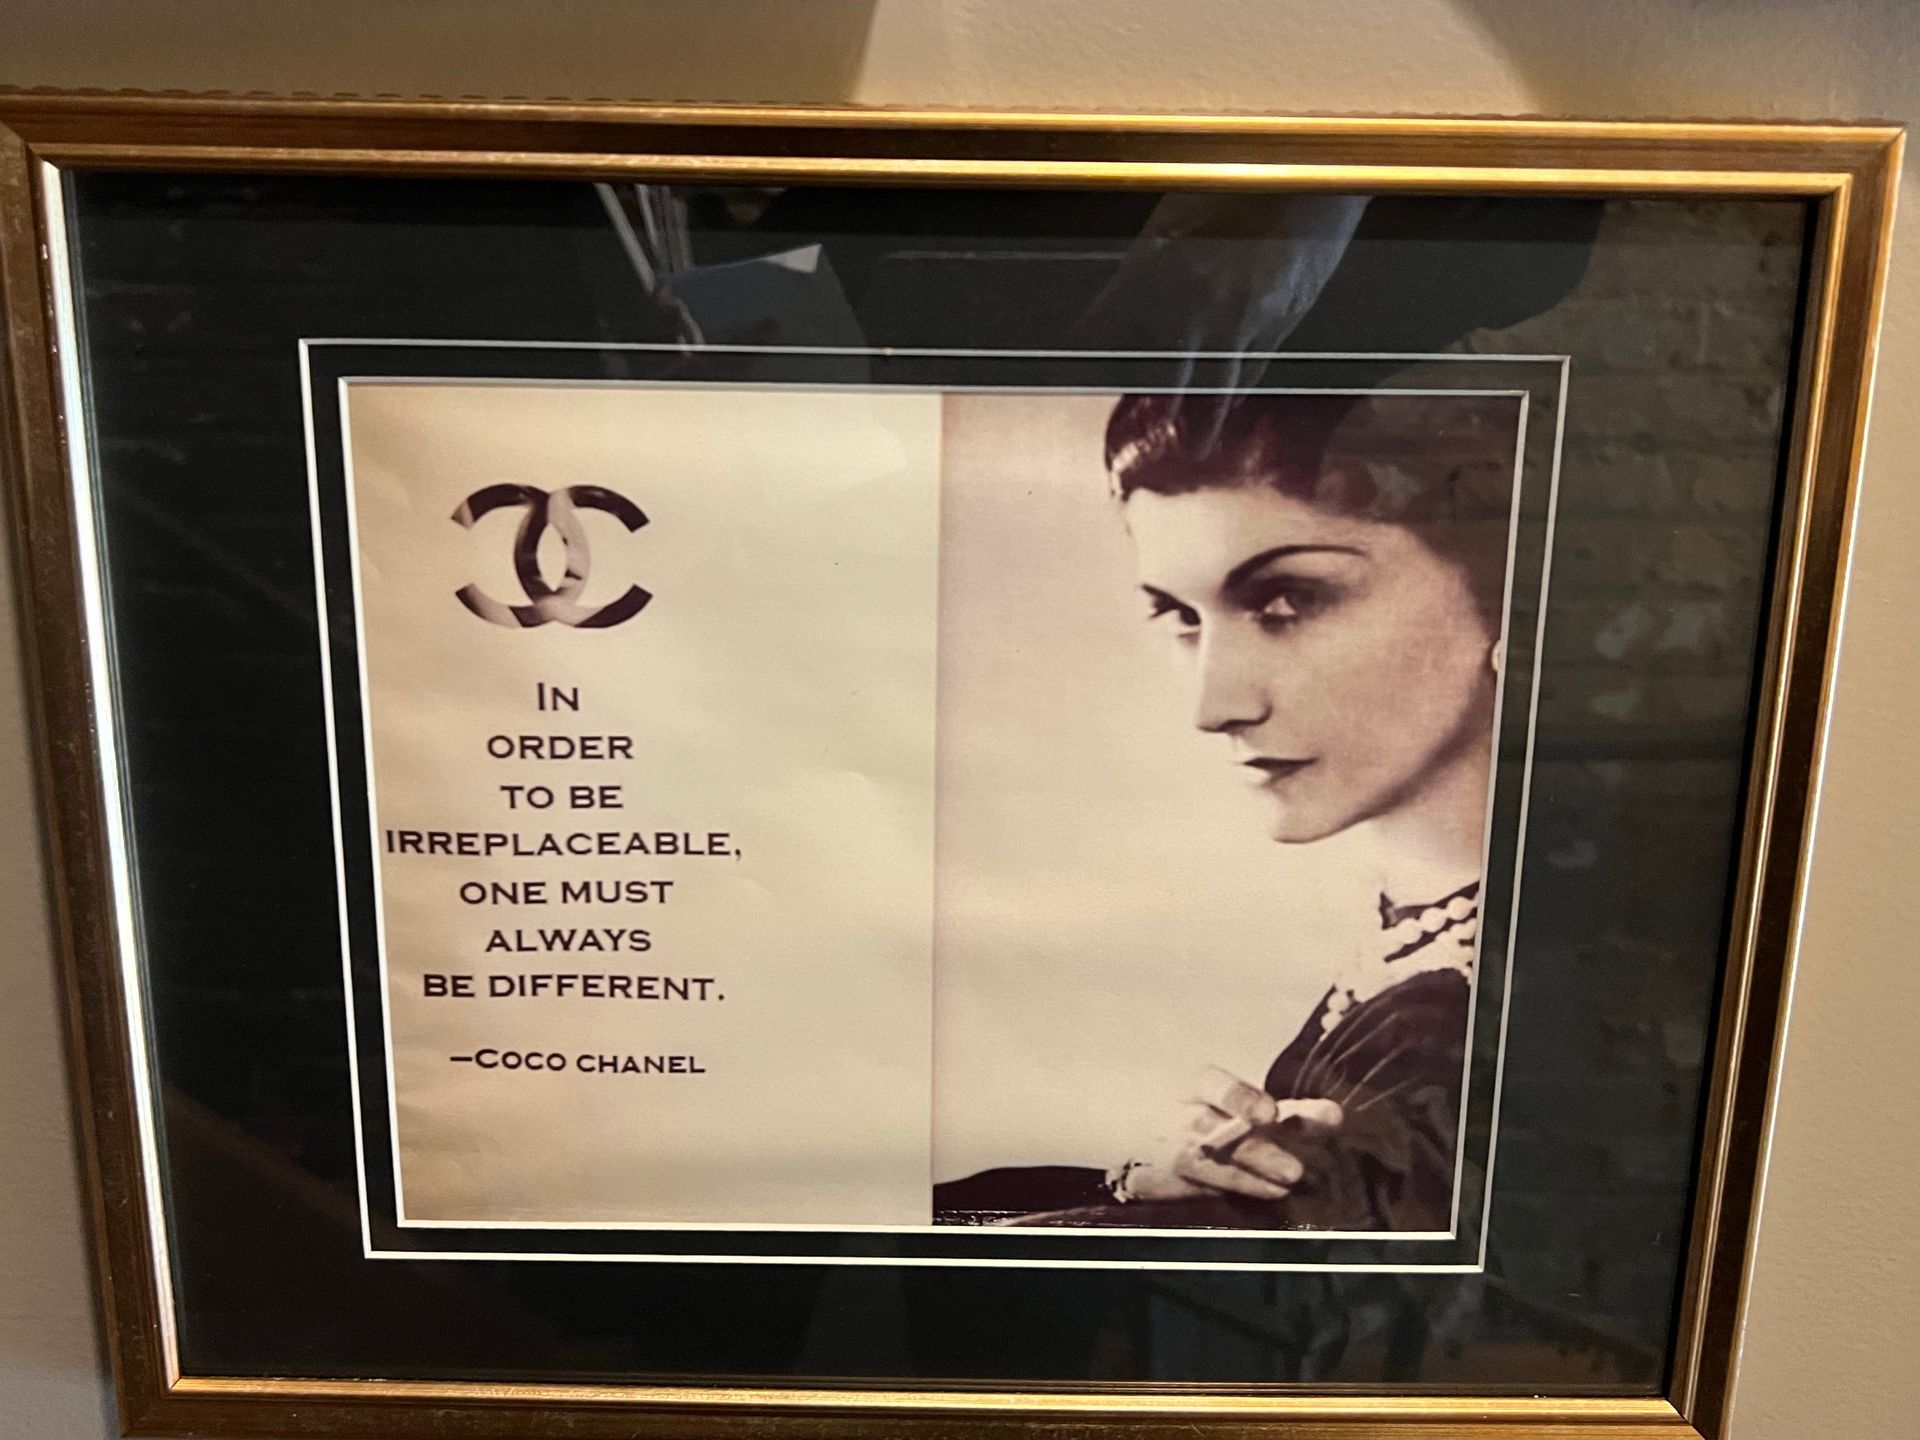 In
order
to be
irreplaceable,
one must
always
be different.
—Coco chanel